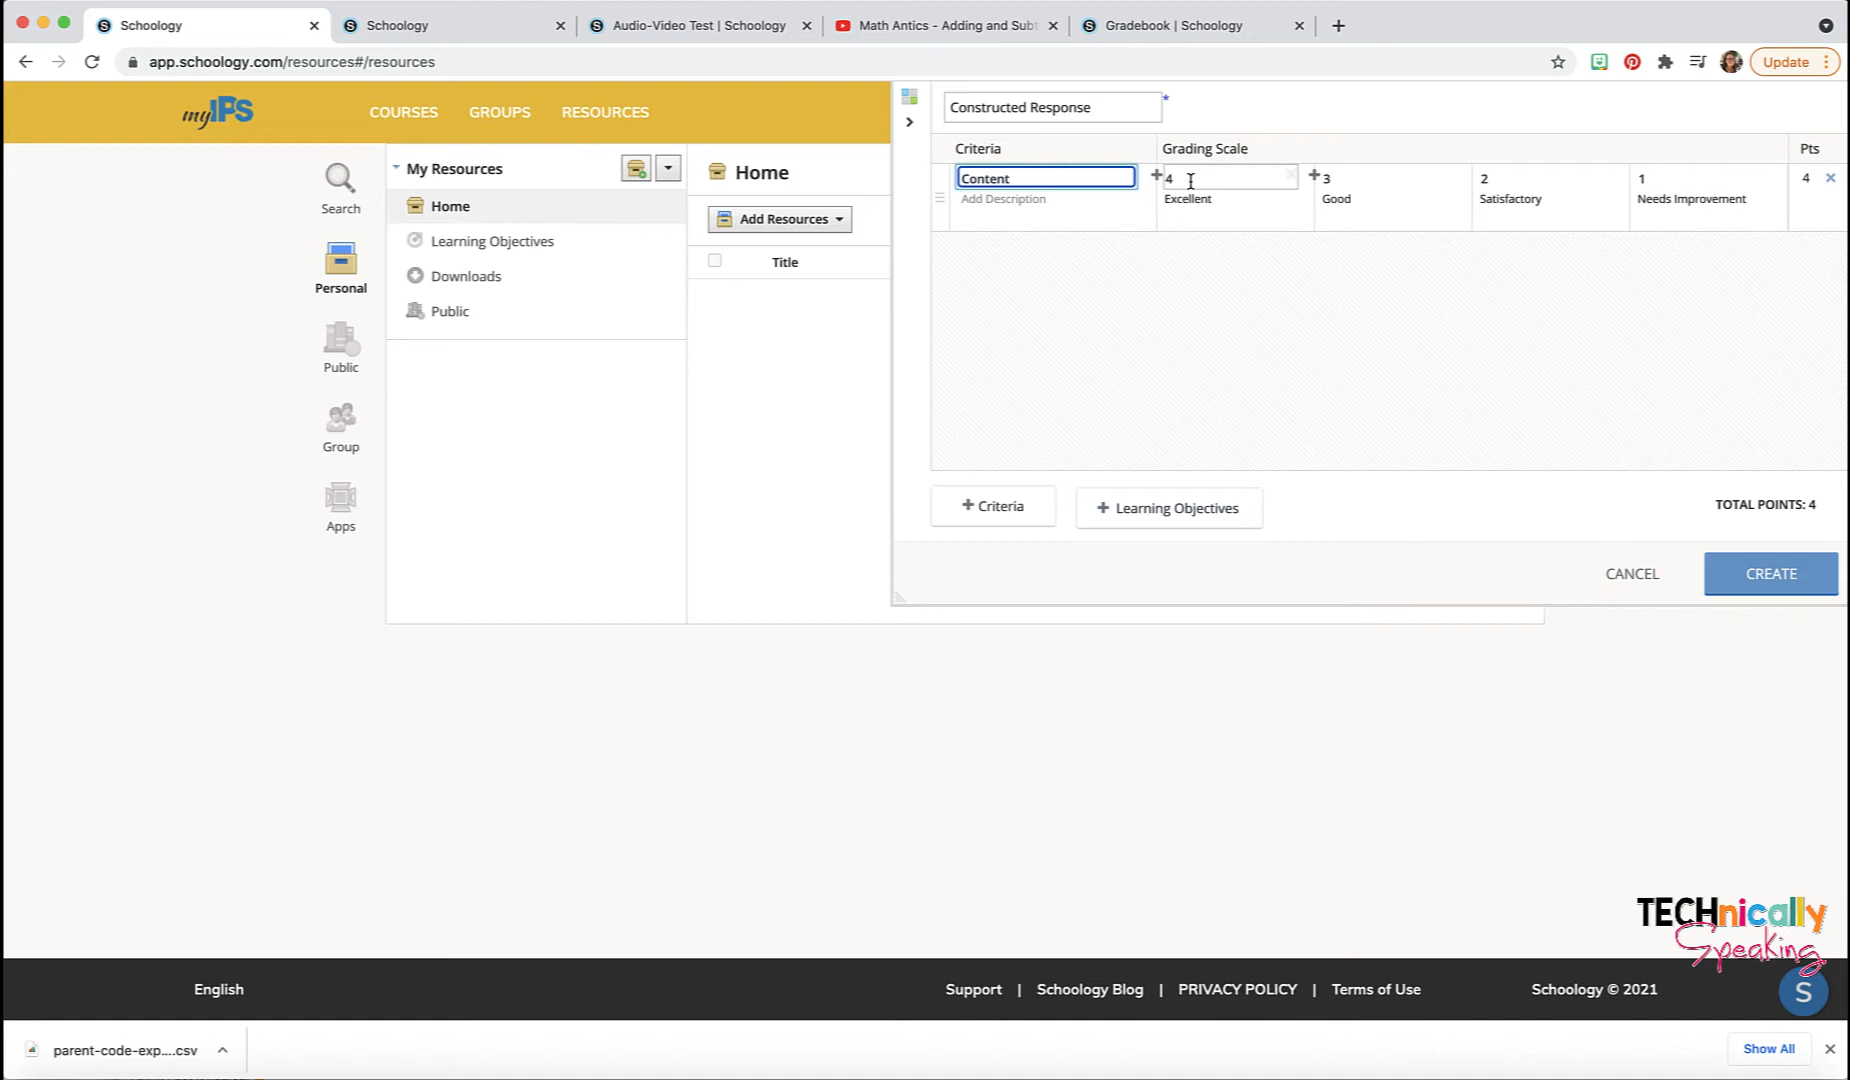 Schoology
Schoology
Audio-Video Test | Schoology
Math Antics - Adding and Subt
Gradebook | Schoology
app.schoology.com/resources#/resources
Update
myIPS
COURSES
GROUPS
RESOURCES
Constructed Response *
Criteria
Grading Scale
Pts
Content
4
3
2
1
4
Add Description
Excellent
Good
Satisfactory
Needs Improvement
Search
Personal
Public
Group
Apps
My Resources
Home
Learning Objectives
Downloads
Public
Home
Add Resources
Title
+ Criteria
+ Learning Objectives
TOTAL POINTS: 4
CANCEL
CREATE
TECHnically
Speaking
English
Support | Schoology Blog | PRIVACY POLICY | Terms of Use
Schoology © 2021
S
parent-code-exp....csv
Show All